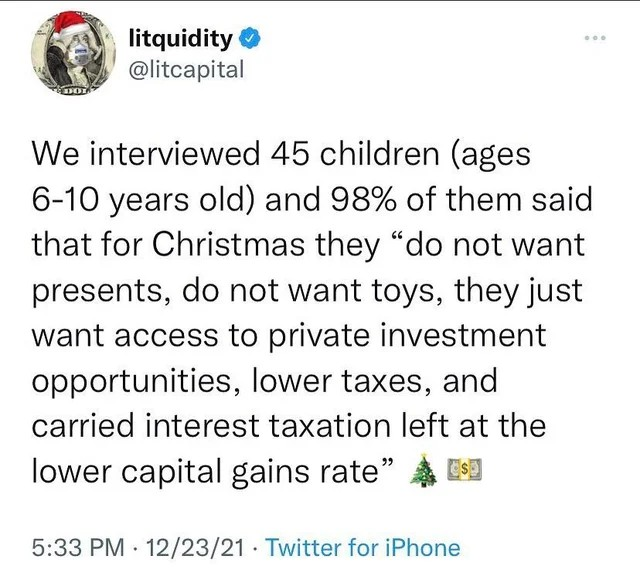 litquidity
@litcapital
We interviewed 45 children (ages
6-10 years old) and 98% of them said
that for Christmas they “do not want
presents, do not want toys, they just
want access to private investment
opportunities, lower taxes, and
carried interest taxation left at the
lower capital gains rate” 🎄 💵
5:33 PM · 12/23/21 · Twitter for iPhone